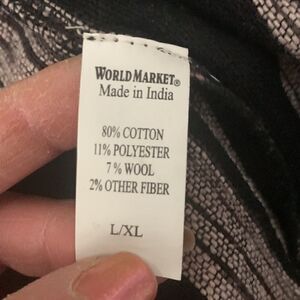 WORLD MARKET®
Made in India
80% COTTON
11% POLYESTER
7% WOOL
2% OTHER FIBER
L/XL